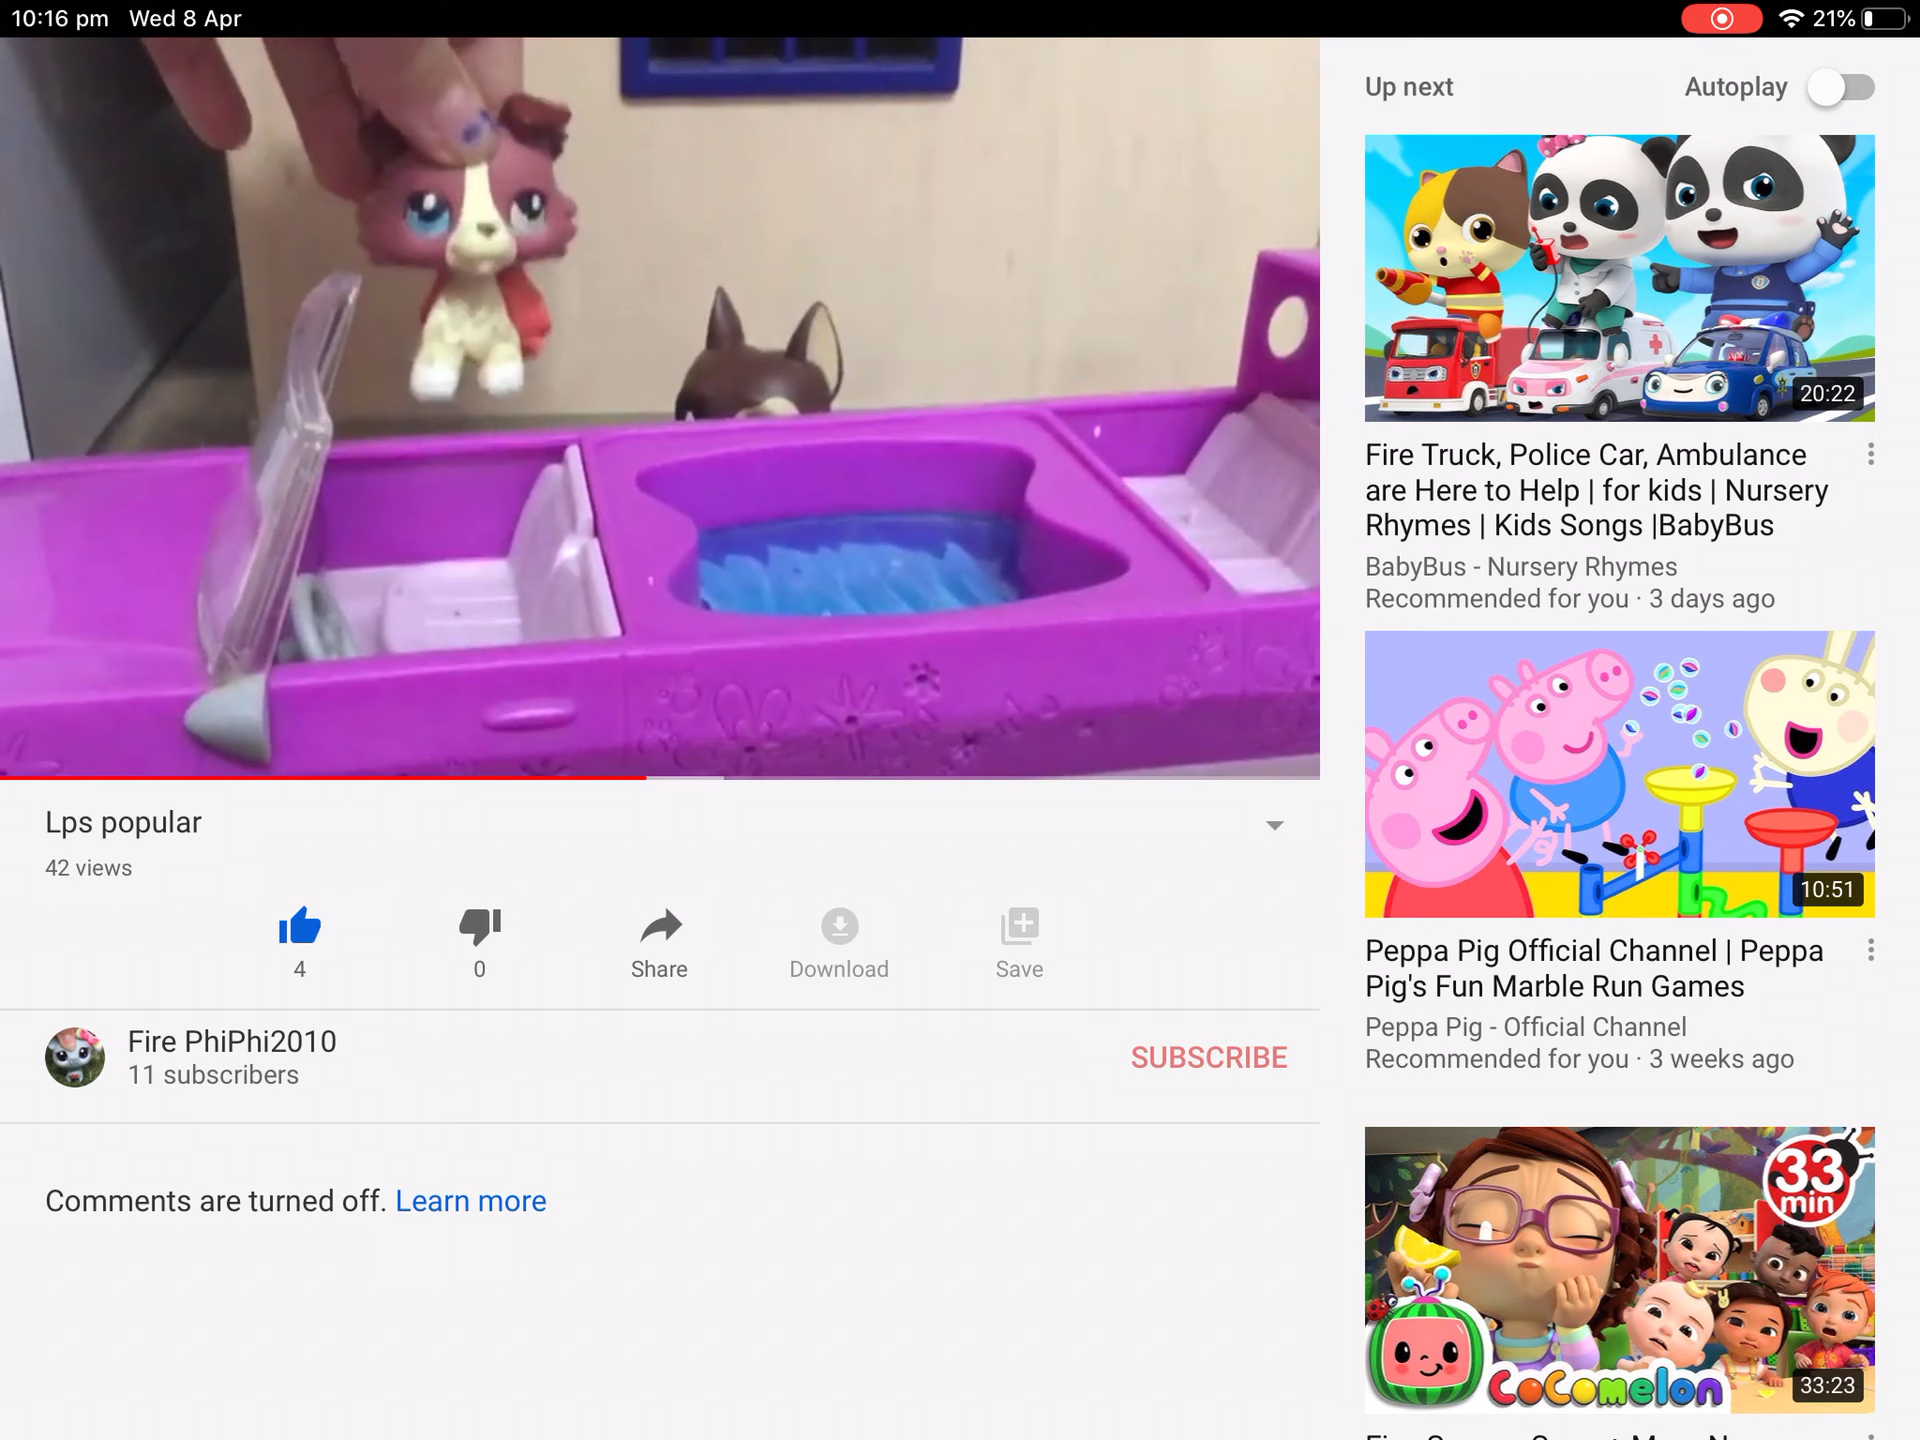 10:16 pm Wed 8 Apr
21%
Up next
Autoplay
20:22
Fire Truck, Police Car, Ambulance
are Here to Help | for kids | Nursery
Rhymes | Kids Songs |BabyBus
BabyBus - Nursery Rhymes
Recommended for you · 3 days ago
10:51
Peppa Pig Official Channel | Peppa
Pig's Fun Marble Run Games
Peppa Pig - Official Channel
Recommended for you · 3 weeks ago
33
min
CoComelon
33:23
Lps popular
42 views
4
0
Share
Download
Save
Fire PhiPhi2010
11 subscribers
SUBSCRIBE
Comments are turned off. Learn more